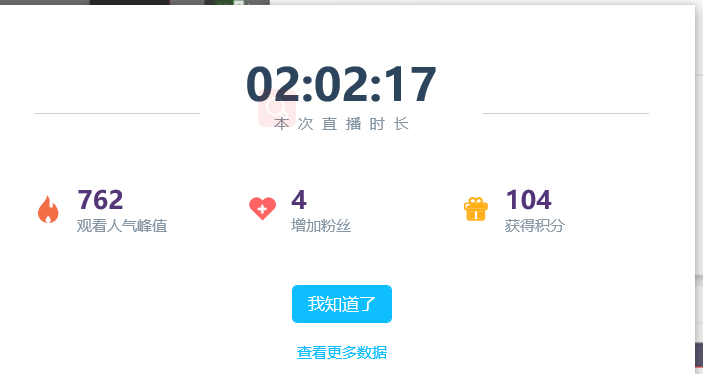 02:02:17
本次直播时长
762
观看人气峰值
4
增加粉丝
104
获得积分
我知道了
查看更多数据